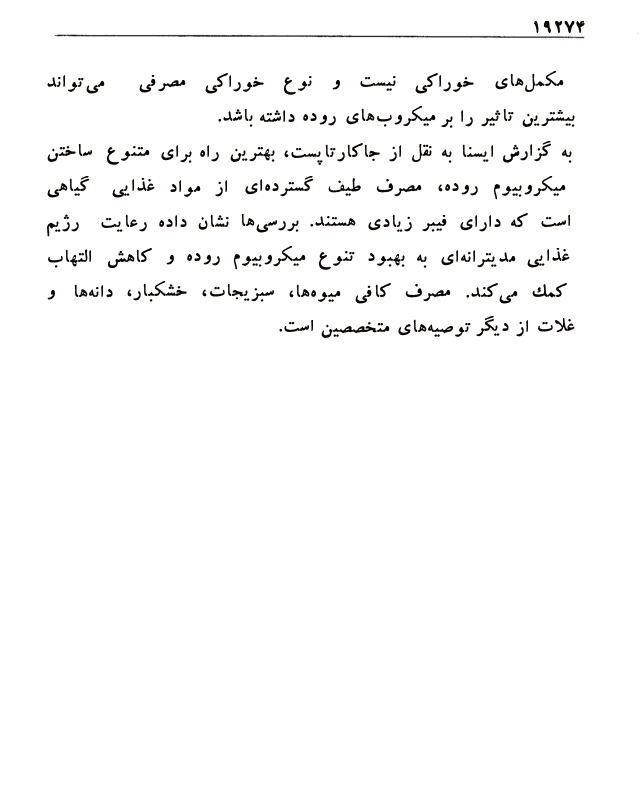 ۱۹۲۷۴
مکمل‌های خوراکی نیست و نوع خوراکی مصرفی می‌تواند
بیشترین تاثیر را بر میکروب‌های روده داشته باشد.
به گزارش ایسنا به نقل از جاکارتاپست، بهترین راه برای متنوع ساختن
میکروبیوم روده، مصرف طیف گسترده‌ای از مواد غذایی گیاهی
است که دارای فیبر زیادی هستند. بررسی‌ها نشان داده رعایت رژیم
غذایی مدیترانه‌ای به بهبود تنوع میکروبیوم روده و کاهش التهاب
کمك می‌کند. مصرف کافی میوه‌ها، سبزیجات، خشکبار، دانه‌ها و
غلات از دیگر توصیه‌های متخصصین است.